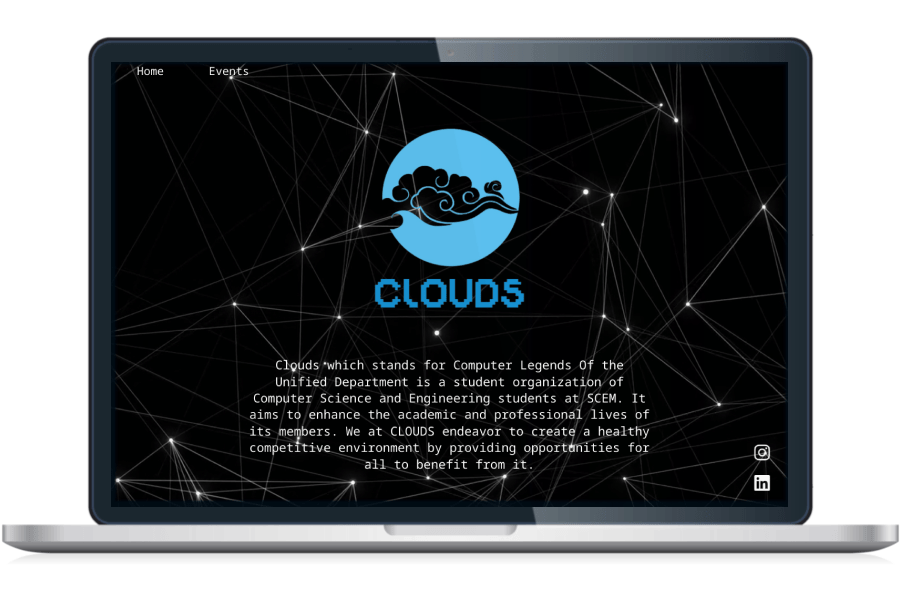 Home Events
CLOUDS
Clouds which stands for Computer Legends Of the
Unified Department is a student organization of
Computer Science and Engineering students at SCEM. It
aims to enhance the academic and professional lives of
its members. We at CLOUDS endeavor to create a healthy
competitive environment by providing opportunities for
all to benefit from it.
in